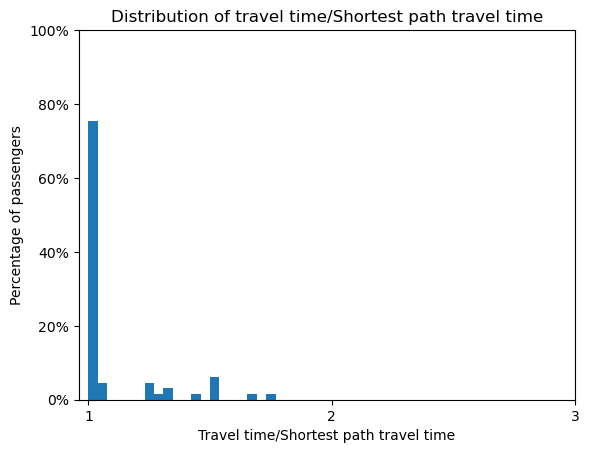 Distribution of travel time/Shortest path travel time
100%
80%
60%
40%
20%
0%
Percentage of passengers
1 2 3
Travel time/Shortest path travel time